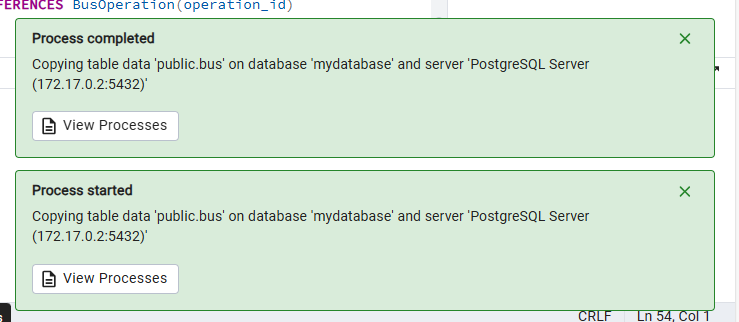 FERENCES BusOperation(operation_id)
Process completed
Copying table data 'public.bus' on database 'mydatabase' and server 'PostgreSQL Server
(172.17.0.2:5432)'
View Processes
Process started
Copying table data 'public.bus' on database 'mydatabase' and server 'PostgreSQL Server
(172.17.0.2:5432)'
View Processes
s
CRLF Ln 54, Col 1